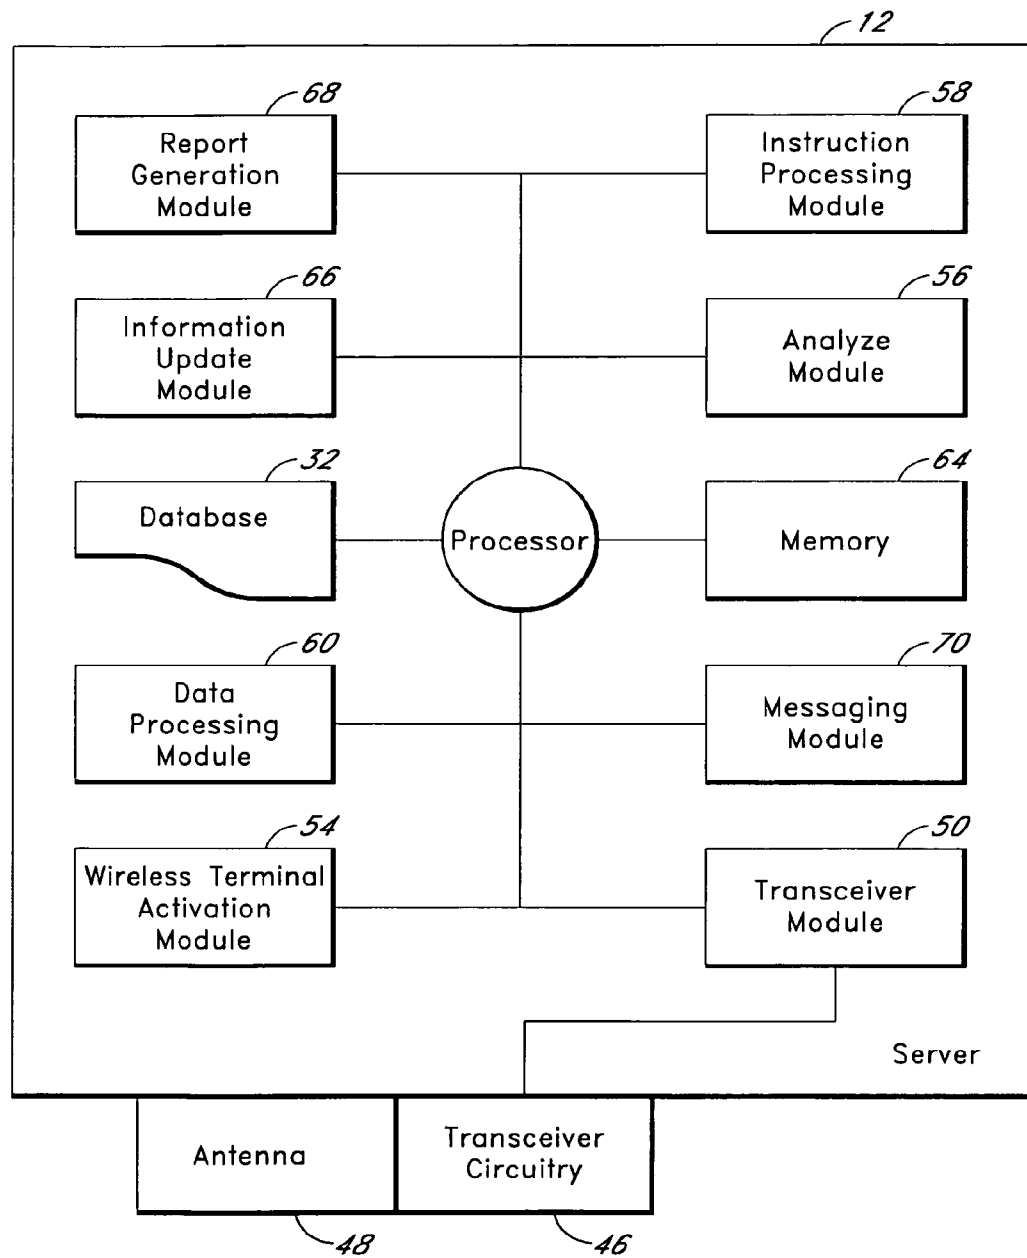 12
68
Report
Generation
Module
58
Instruction
Processing
Module
66
Information
Update
Module
56
Analyze
Module
32
Database
Processor
64
Memory
60
Data
Processing
Module
70
Messaging
Module
54
Wireless Terminal
Activation
Module
50
Transceiver
Module
Server
Antenna
48
Transceiver
Circuitry
46